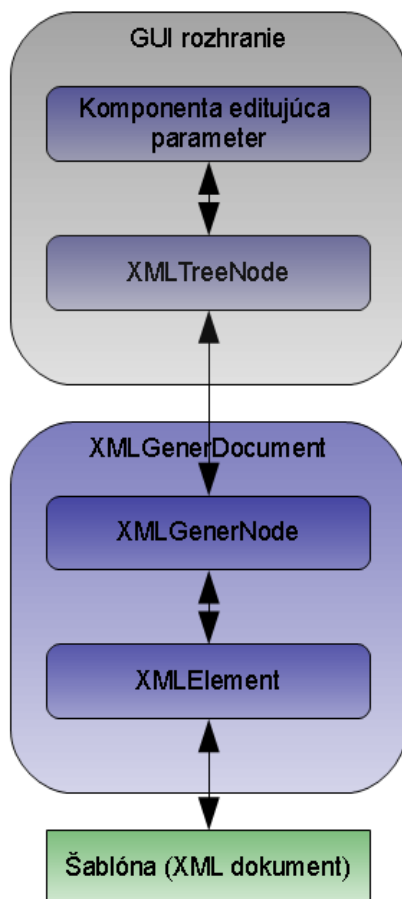 GUI rozhranie
Komponenta editujúca
parameter
XMLTreeNode
XMLGenerDocument
XMLGenerNode
XMLElement
Šablóna (XML dokument)